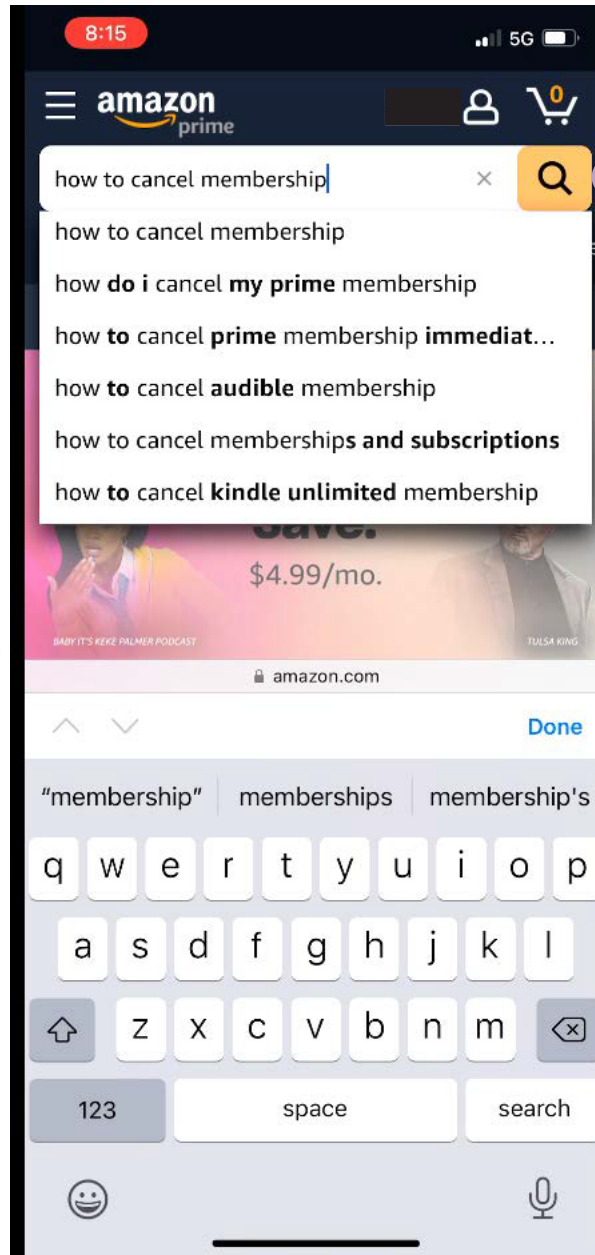 8:15
5G
amazon
0
prime
how to cancel membership
how to cancel membership
how do i cancel my prime membership
how to cancel prime membership immediat...
how to cancel audible membership
how to cancel memberships and subscriptions
how to cancel kindle unlimited membership
$4.99/mo.
BABY IT'S KEKE PALMER PODCAST
TULSA KING
amazon.com
Done
"membership" memberships membership's
q w e r t y u i o p
a s d f g h j k l
z x c v b n m
123 space search